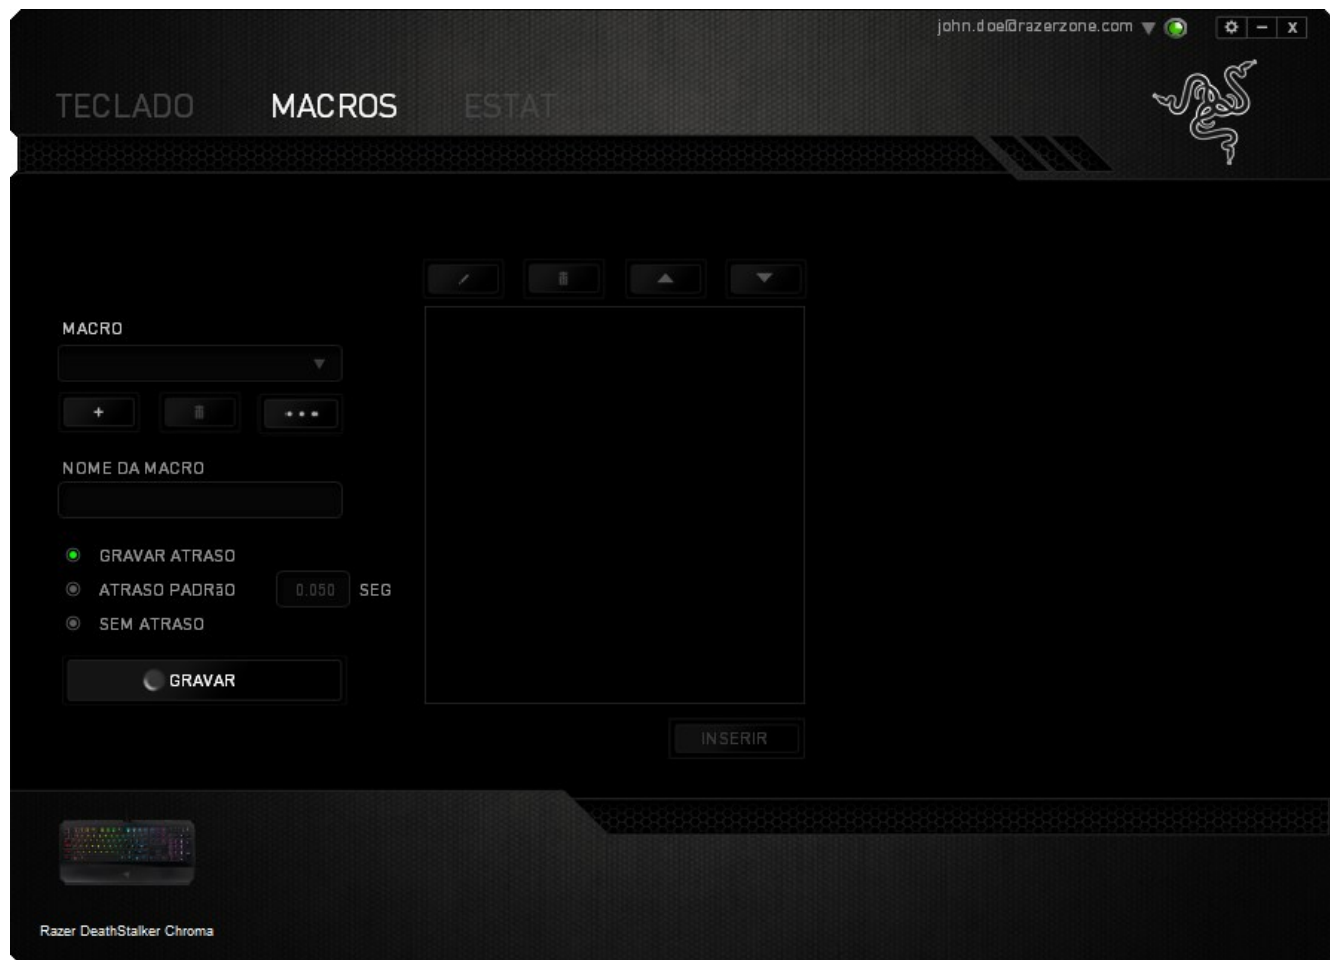 john.doe@razerzone.com
TECLADO MACROS ESTAT
MACRO
NOME DA MACRO
GRAVAR ATRASO
ATRASO PADRãO 0.050 SEG
SEM ATRASO
GRAVAR
INSERIR
Razer DeathStalker Chroma